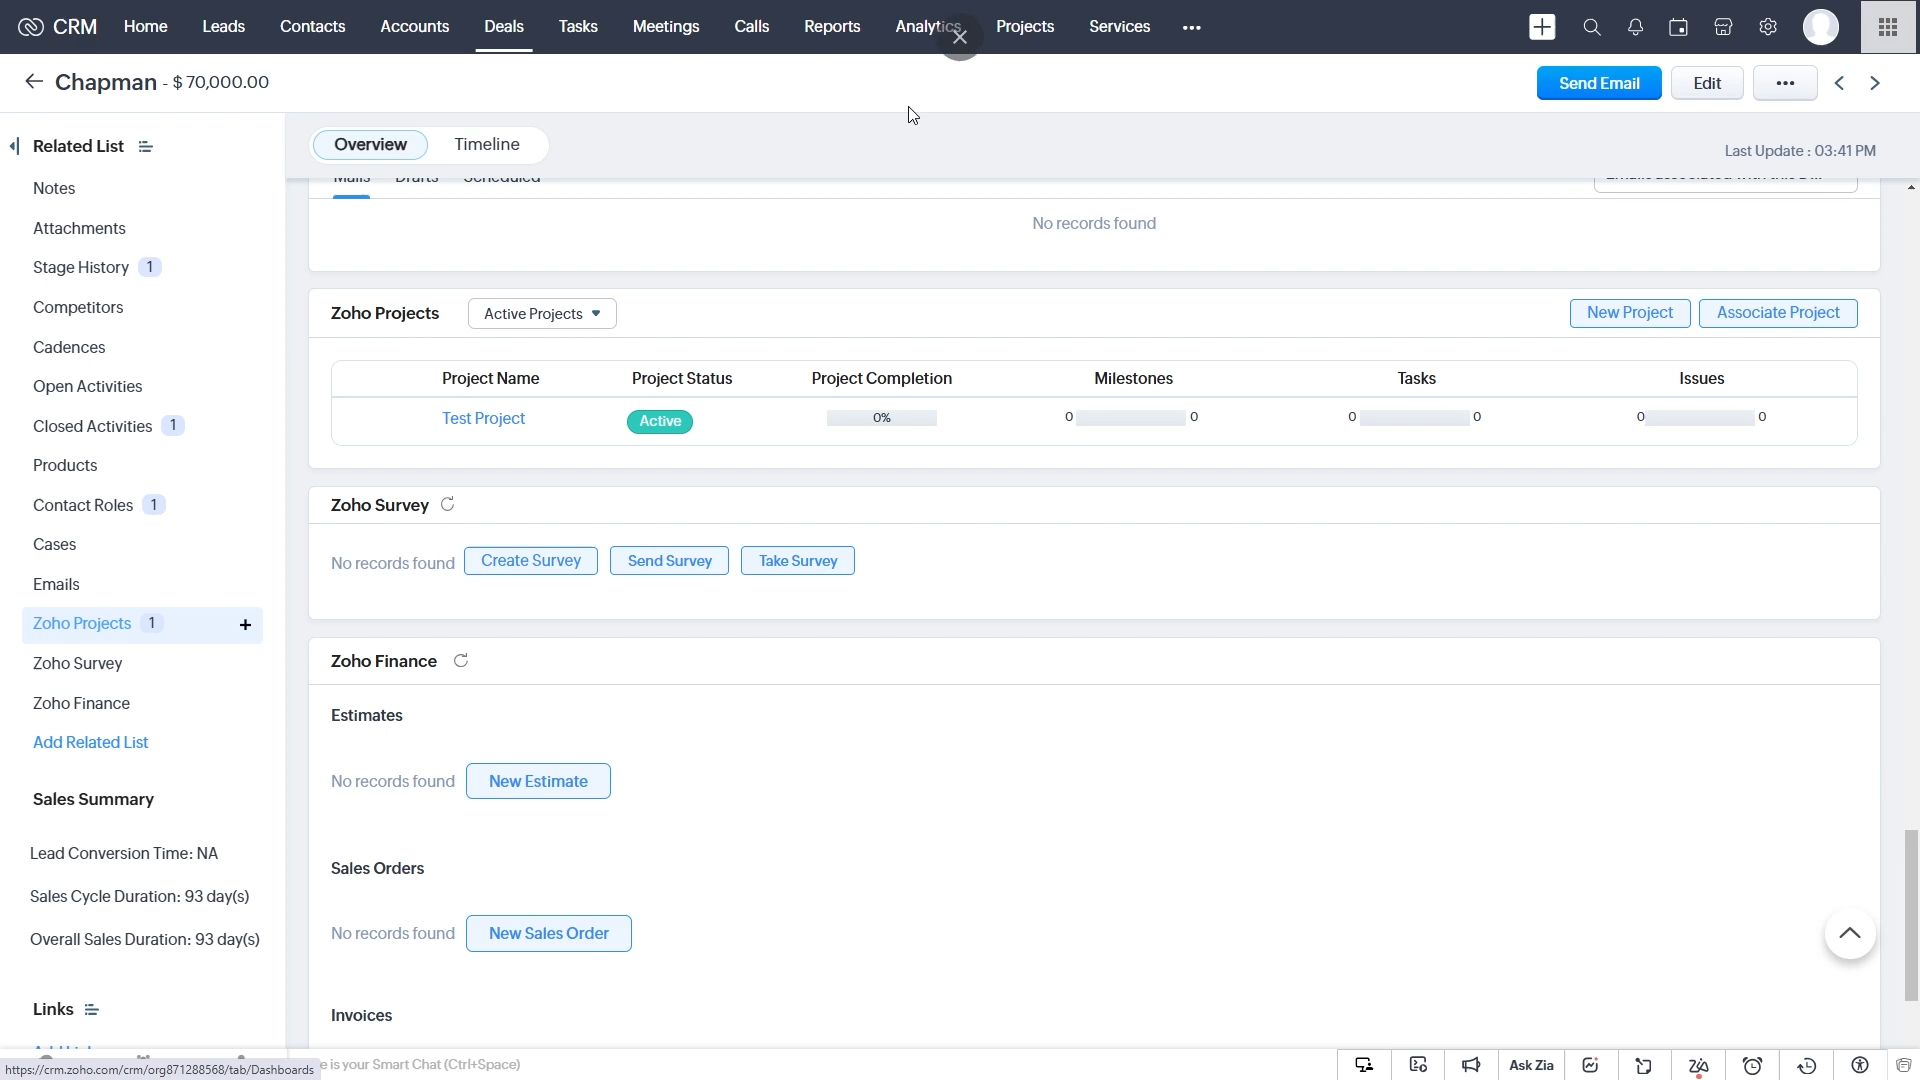 CRM Home Leads Contacts Accounts Deals Tasks Meetings Calls Reports Analytics Projects Services •••
Chapman - $ 70,000.00
Send Email Edit •••
Related List
Notes
Attachments
Stage History 1
Competitors
Cadences
Open Activities
Closed Activities 1
Products
Contact Roles 1
Cases
Emails
Zoho Projects 1 +
Zoho Survey
Zoho Finance
Add Related List
Sales Summary
Lead Conversion Time: NA
Sales Cycle Duration: 93 day(s)
Overall Sales Duration: 93 day(s)
Links
Overview Timeline
Last Update : 03:41 PM
Mails Drafts Scheduled
No records found
Zoho Projects Active Projects
New Project Associate Project
Project Name Project Status Project Completion Milestones Tasks Issues
Test Project Active 0% 0 0 0 0 0 0
Zoho Survey
No records found Create Survey Send Survey Take Survey
Zoho Finance
Estimates
No records found New Estimate
Sales Orders
No records found New Sales Order
Invoices
https://crm.zoho.com/crm/org871288568/tab/Dashboards
e is your Smart Chat (Ctrl+Space)
Ask Zia